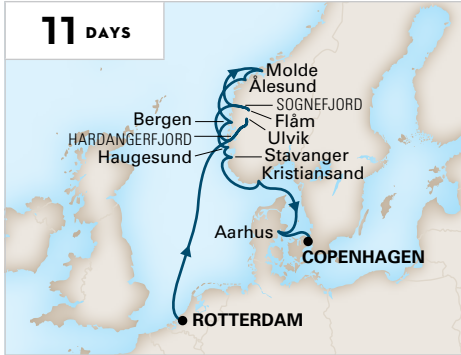 11 DAYS
Molde
Ålesund
SOGNEFJORD
Bergen
Flåm
HARDANGERFJORD
Ulvik
Haugesund
Stavanger
Kristiansand
Aarhus
COPENHAGEN
ROTTERDAM